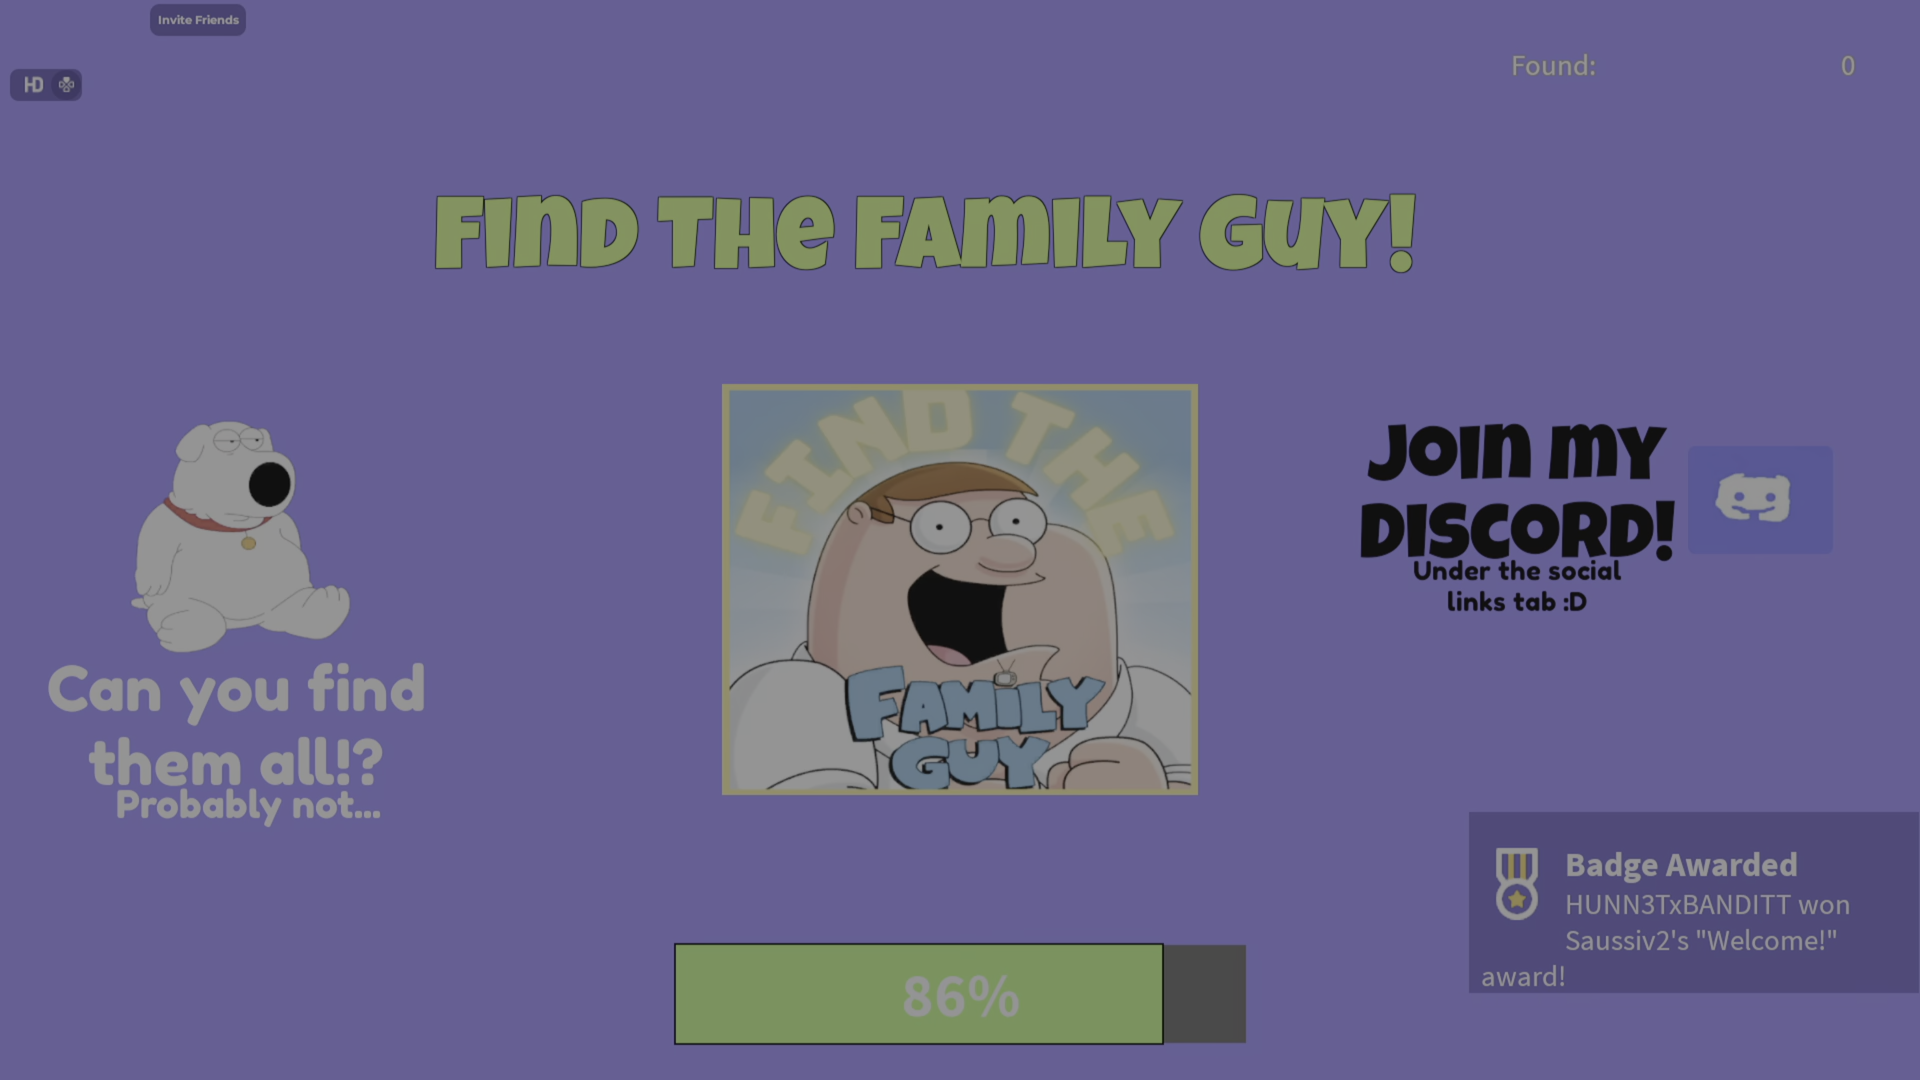 Invite Friends
HD
Found: 0
FIND THE FAMILY GUY!
FIND THE
FAMILY
GUY
JOIN MY
DISCORD!
Under the social
links tab :D
Can you find
them all!?
Probably not...
Badge Awarded
HUNN3TxBANDITT won
Saussiv2's "Welcome!"
award!
86%